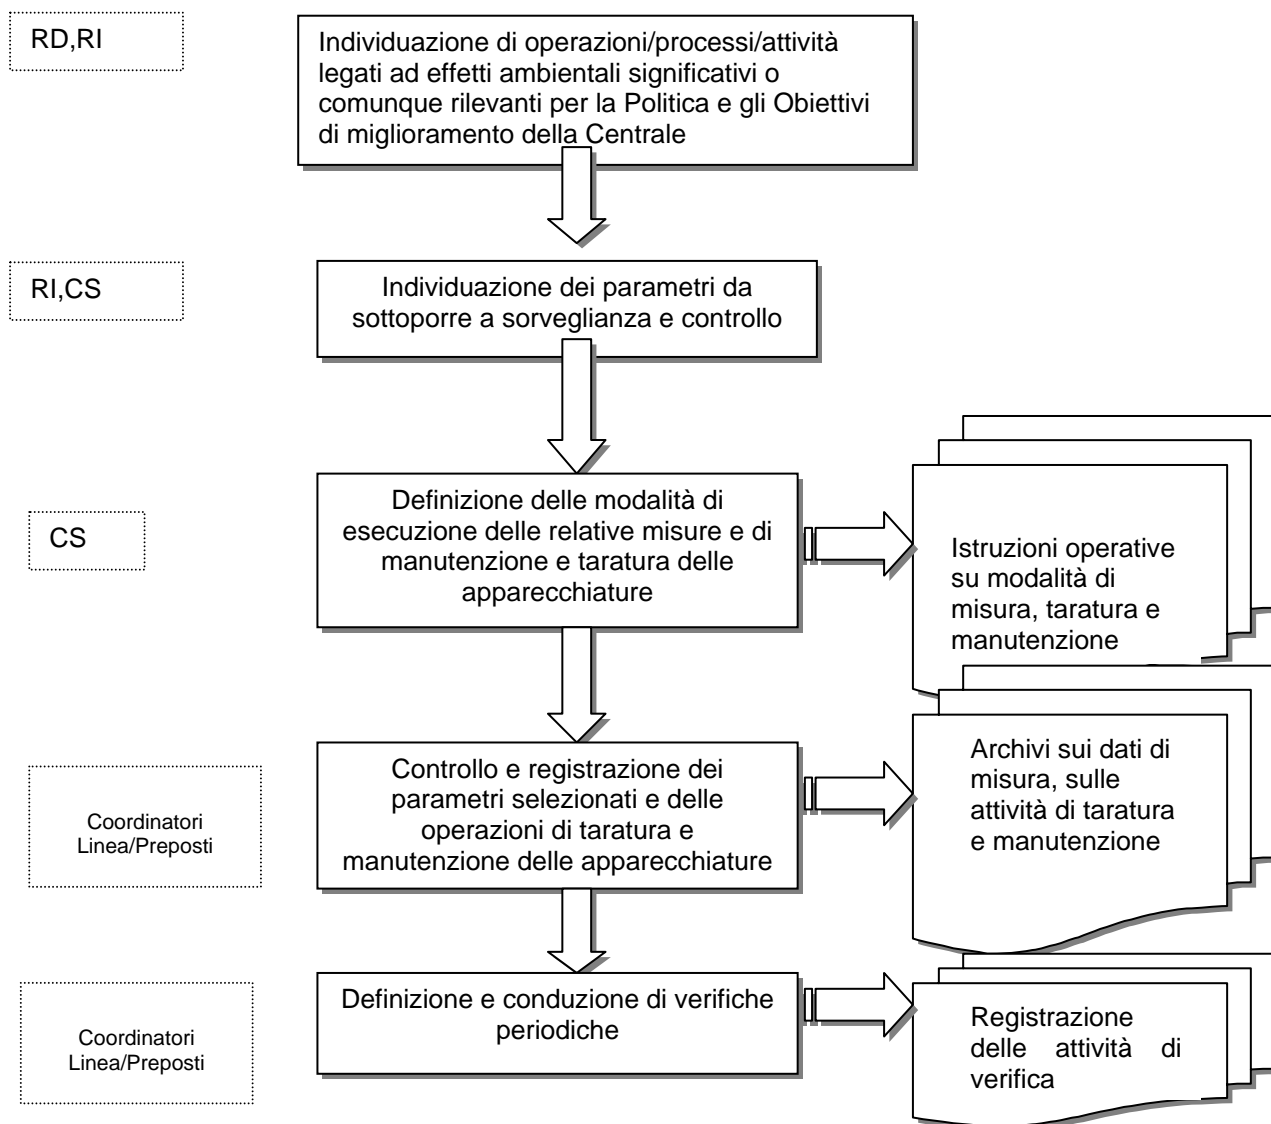 RD,RI
Individuazione di operazioni/processi/attività
legati ad effetti ambientali significativi o
comunque rilevanti per la Politica e gli Obiettivi
di miglioramento della Centrale
RI,CS
Individuazione dei parametri da
sottoporre a sorveglianza e controllo
CS
Definizione delle modalità di
esecuzione delle relative misure e di
manutenzione e taratura delle
apparecchiature
Istruzioni operative
su modalità di
misura, taratura e
manutenzione
Coordinatori
Linea/Preposti
Controllo e registrazione dei
parametri selezionati e delle
operazioni di taratura e
manutenzione delle apparecchiature
Archivi sui dati di
misura, sulle
attività di taratura
e manutenzione
Coordinatori
Linea/Preposti
Definizione e conduzione di verifiche
periodiche
Registrazione
delle attività di
verifica